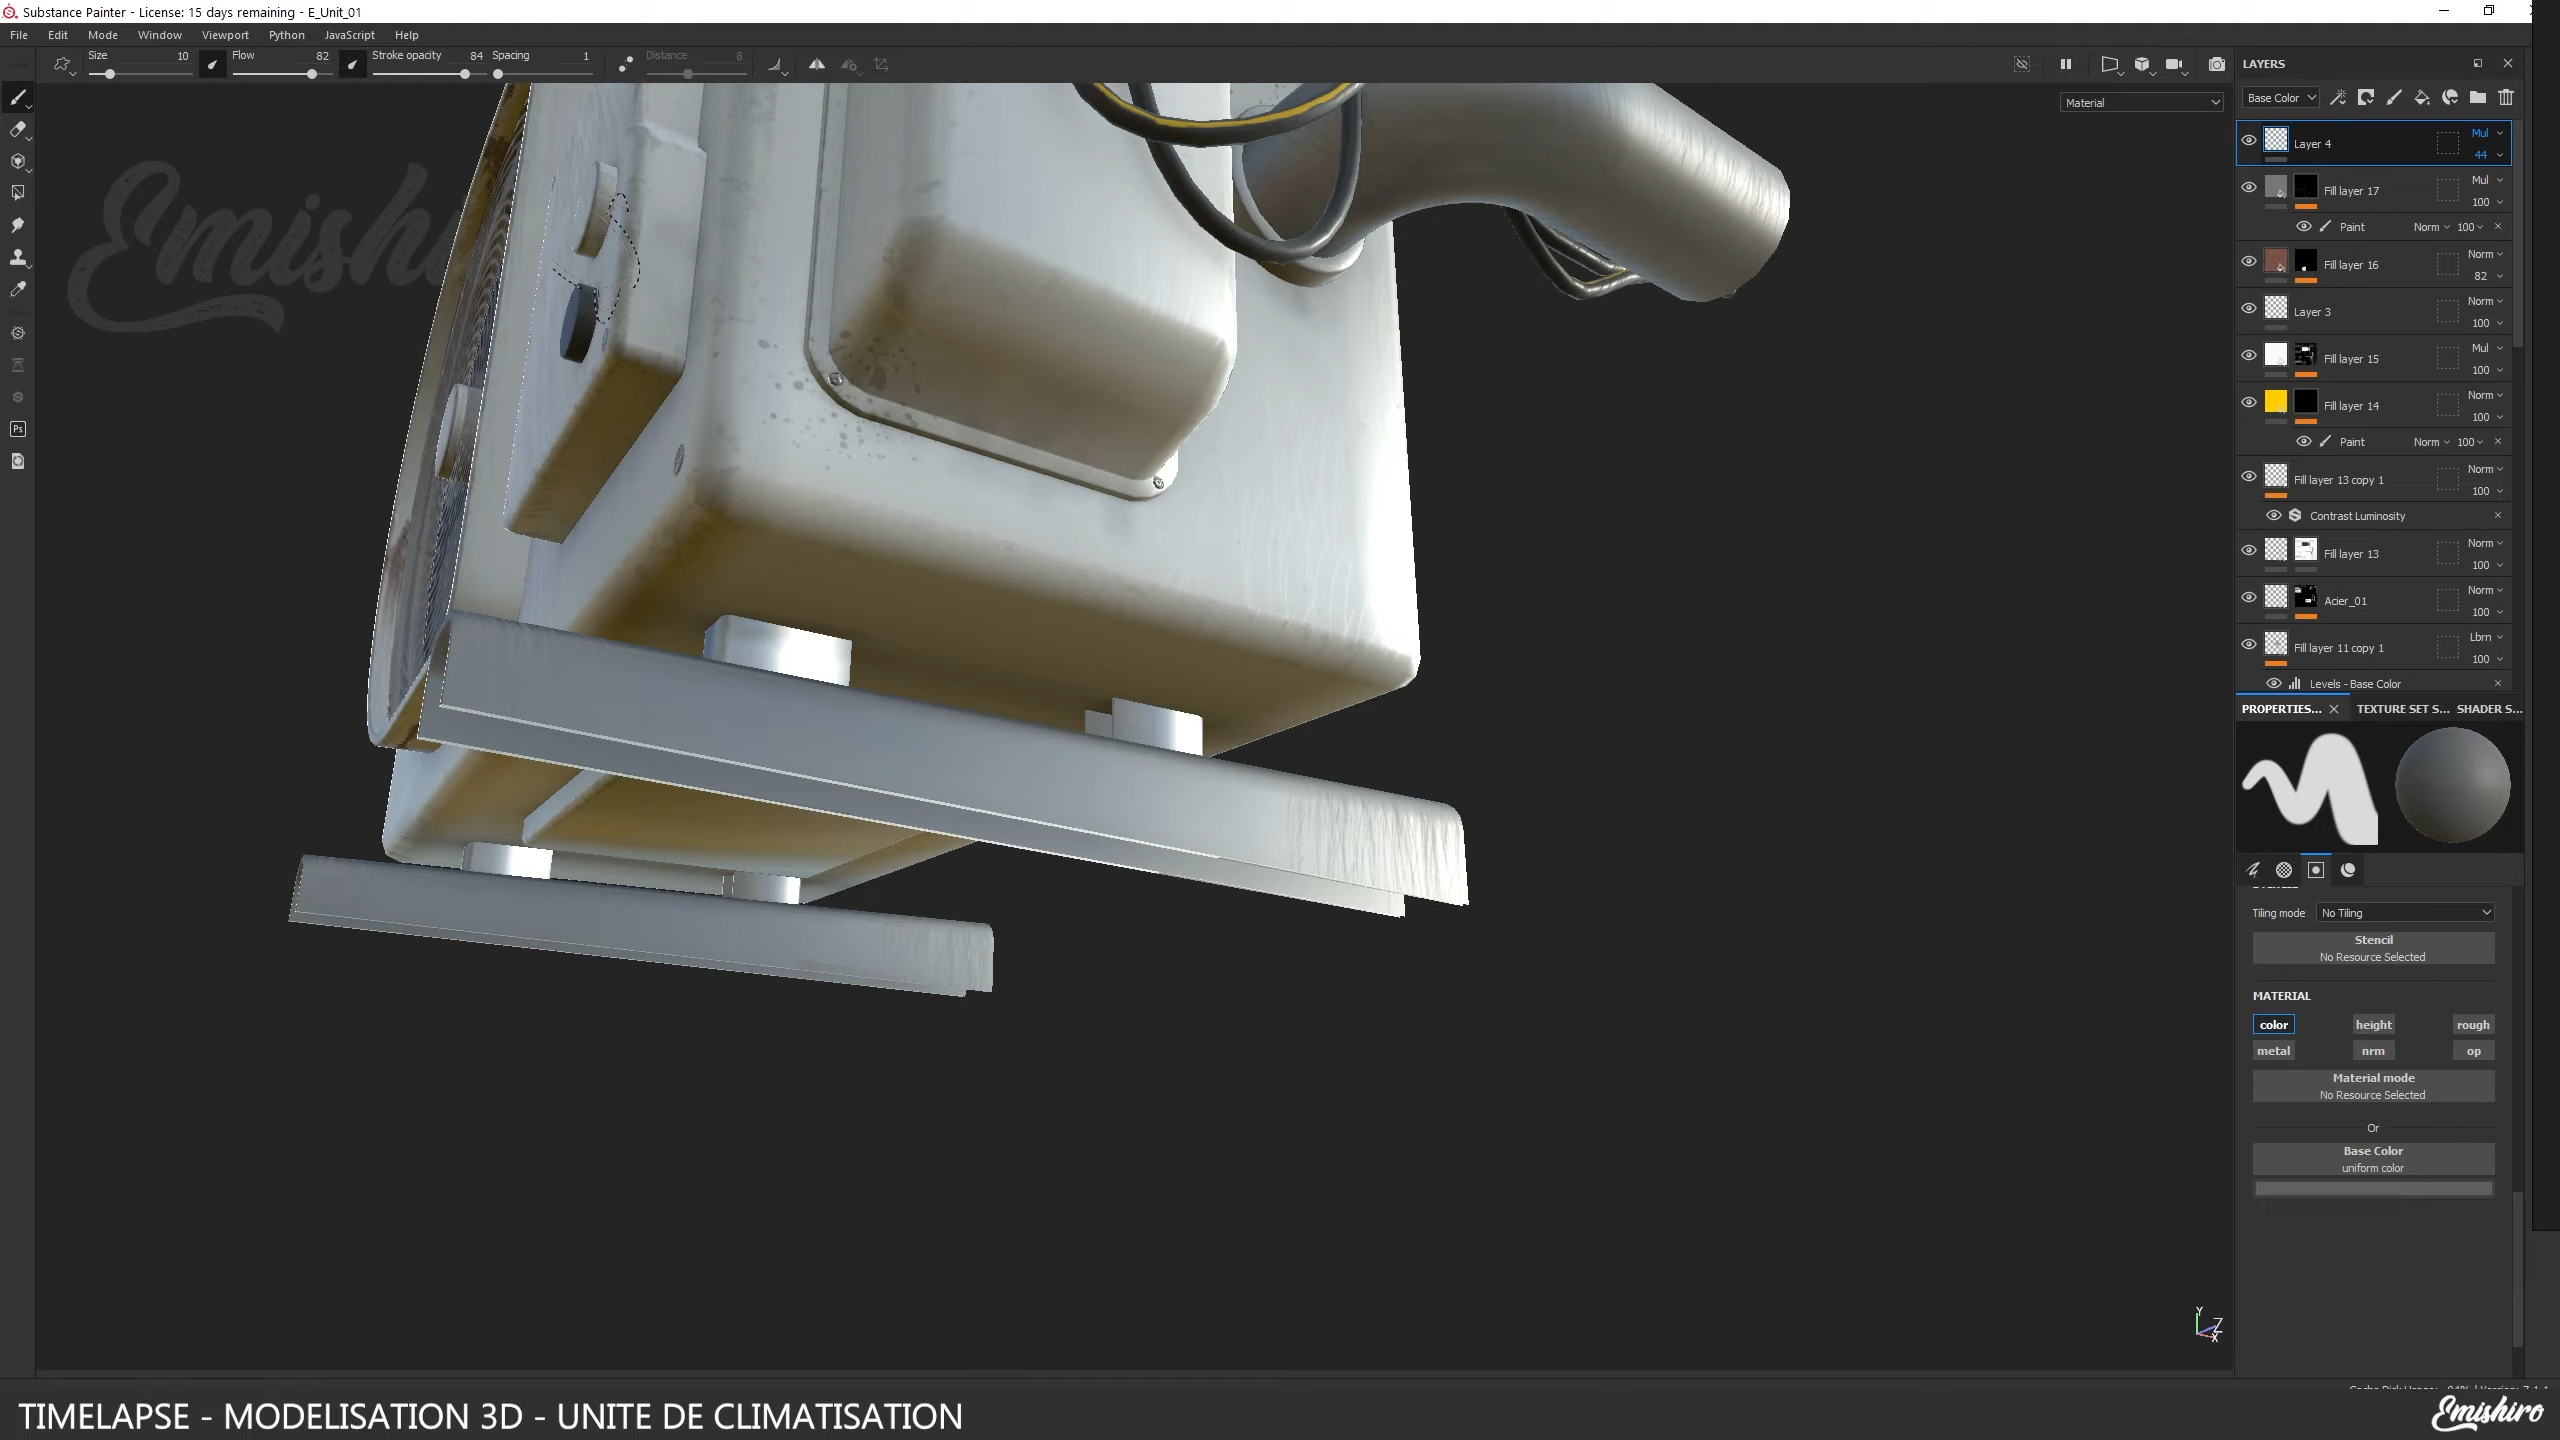 Substance Painter - License: 15 days remaining - E_Unit_01
File Edit Mode Window Viewport Python JavaScript Help
Size 10 Flow 82 Stroke opacity 84 Spacing 1 Distance 8
Material
Emishi
LAYERS
Base Color
Layer 4 Mul 44
Fill layer 17 Mul 100
Paint Norm 100
Fill layer 16 Norm 82
Layer 3 Norm 100
Fill layer 15 Mul 100
Fill layer 14 Norm 100
Paint Norm 100
Fill layer 13 copy 1 Norm 100
Contrast Luminosity
Fill layer 13 Norm 100
Acier_01 Norm 100
Fill layer 11 copy 1 Lbrn 100
Levels - Base Color
PROPERTIES... TEXTURE SET S... SHADER S...
Tiling mode No Tiling
Stencil
No Resource Selected
MATERIAL
color height rough
metal nrm op
Material mode
No Resource Selected
Or
Base Color
uniform color
Ps
Y
Z
X
TIMELAPSE - MODELISATION 3D - UNITE DE CLIMATISATION
Emishiro